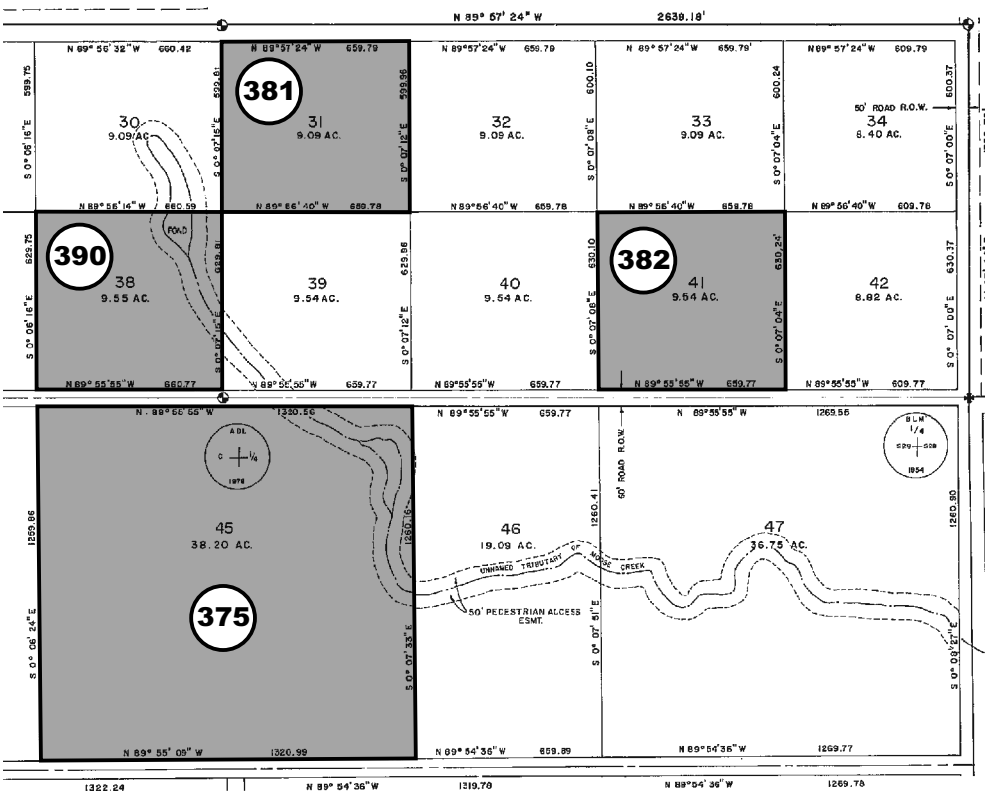 N 89° 57' 24" W 2639.18'
N 89° 56' 32" W 660.42
N 89°57'24" W 659.79
N 89°57'24" W 659.79
N 89°57'24" W 659.79'
N 89° 57' 24" W 609.79
599.75
599.81
599.96
600.10
600.24
600.37
381
50' ROAD R.O.W.
30
9.09 AC.
31
9.09 AC.
32
9.09 AC.
33
9.09 AC.
34
8.40 AC.
S 0° 06' 16" E
S 0° 07' 15" E
S 0° 07' 12" E
S 0° 07' 08" E
S 0° 07' 04" E
S 0° 07' 00" E
N 89° 56' 14" W 660.59
N 89° 56' 40" W 659.78
N 89°56'40" W 659.78
N 89°56'40" W 659.78
N 89° 56' 40" W 609.78
POND
629.75
629.81
629.96
630.10
630.24'
630.37
390
382
38
9.55 AC.
39
9.54 AC.
40
9.54 AC.
41
9.54 AC.
42
8.82 AC.
S 0° 06' 16" E
S 0° 07' 15" E
S 0° 07' 12" E
S 0° 07' 08" E
S 0° 07' 04" E
S 0° 07' 00" E
N 89° 55'55" W 660.77
N 89°55'55" W 659.77
N 89°55'55" W 659.77
N 89°55'55" W 659.77
N 89°55'55" W 609.77
1320.56
N 89°55'55" W 659.77
N 89° 55'55" W 1269.56
ADL
C 1/4
1978
BLM
1/4
S29 S28
1954
60' ROAD R.O.W.
1259.86
1260.16
1260.41
1260.90
45
38.20 AC.
46
19.09 AC.
47
36.75 AC.
UNNAMED TRIBUTARY OF MOOSE CREEK
50' PEDESTRIAN ACCESS
ESMT.
375
S 0° 06' 24" E
S 0° 07' 33" E
S 0° 07' 51" E
S 0° 08' 27" E
N 89° 55' 09" W 1320.99
N 89° 54' 36" W 659.89
N 89° 54' 36" W 1269.77
1322.24
N 89° 54' 36" W 1319.78
N 89° 54' 36" W 1269.78